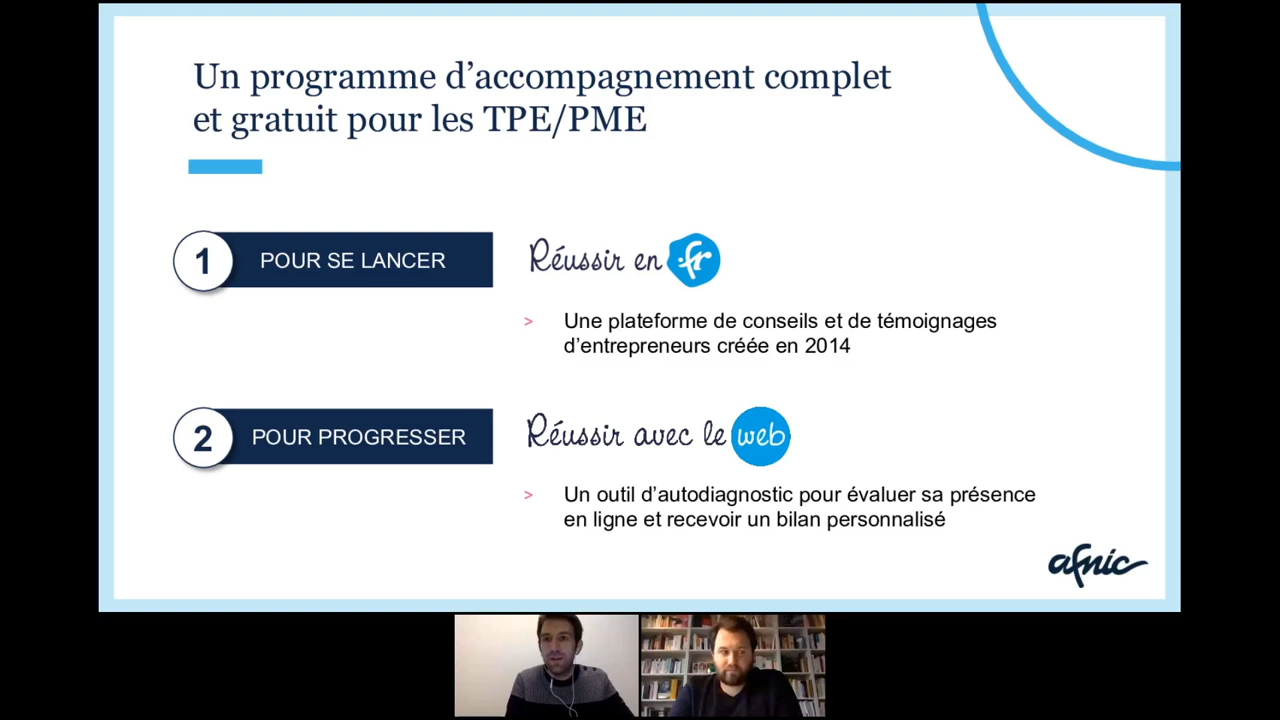 Un programme d’accompagnement complet
et gratuit pour les TPE/PME
1
POUR SE LANCER
Réussir en .fr
> Une plateforme de conseils et de témoignages
d’entrepreneurs créée en 2014
2
POUR PROGRESSER
Réussir avec le web
> Un outil d’autodiagnostic pour évaluer sa présence
en ligne et recevoir un bilan personnalisé
afnic